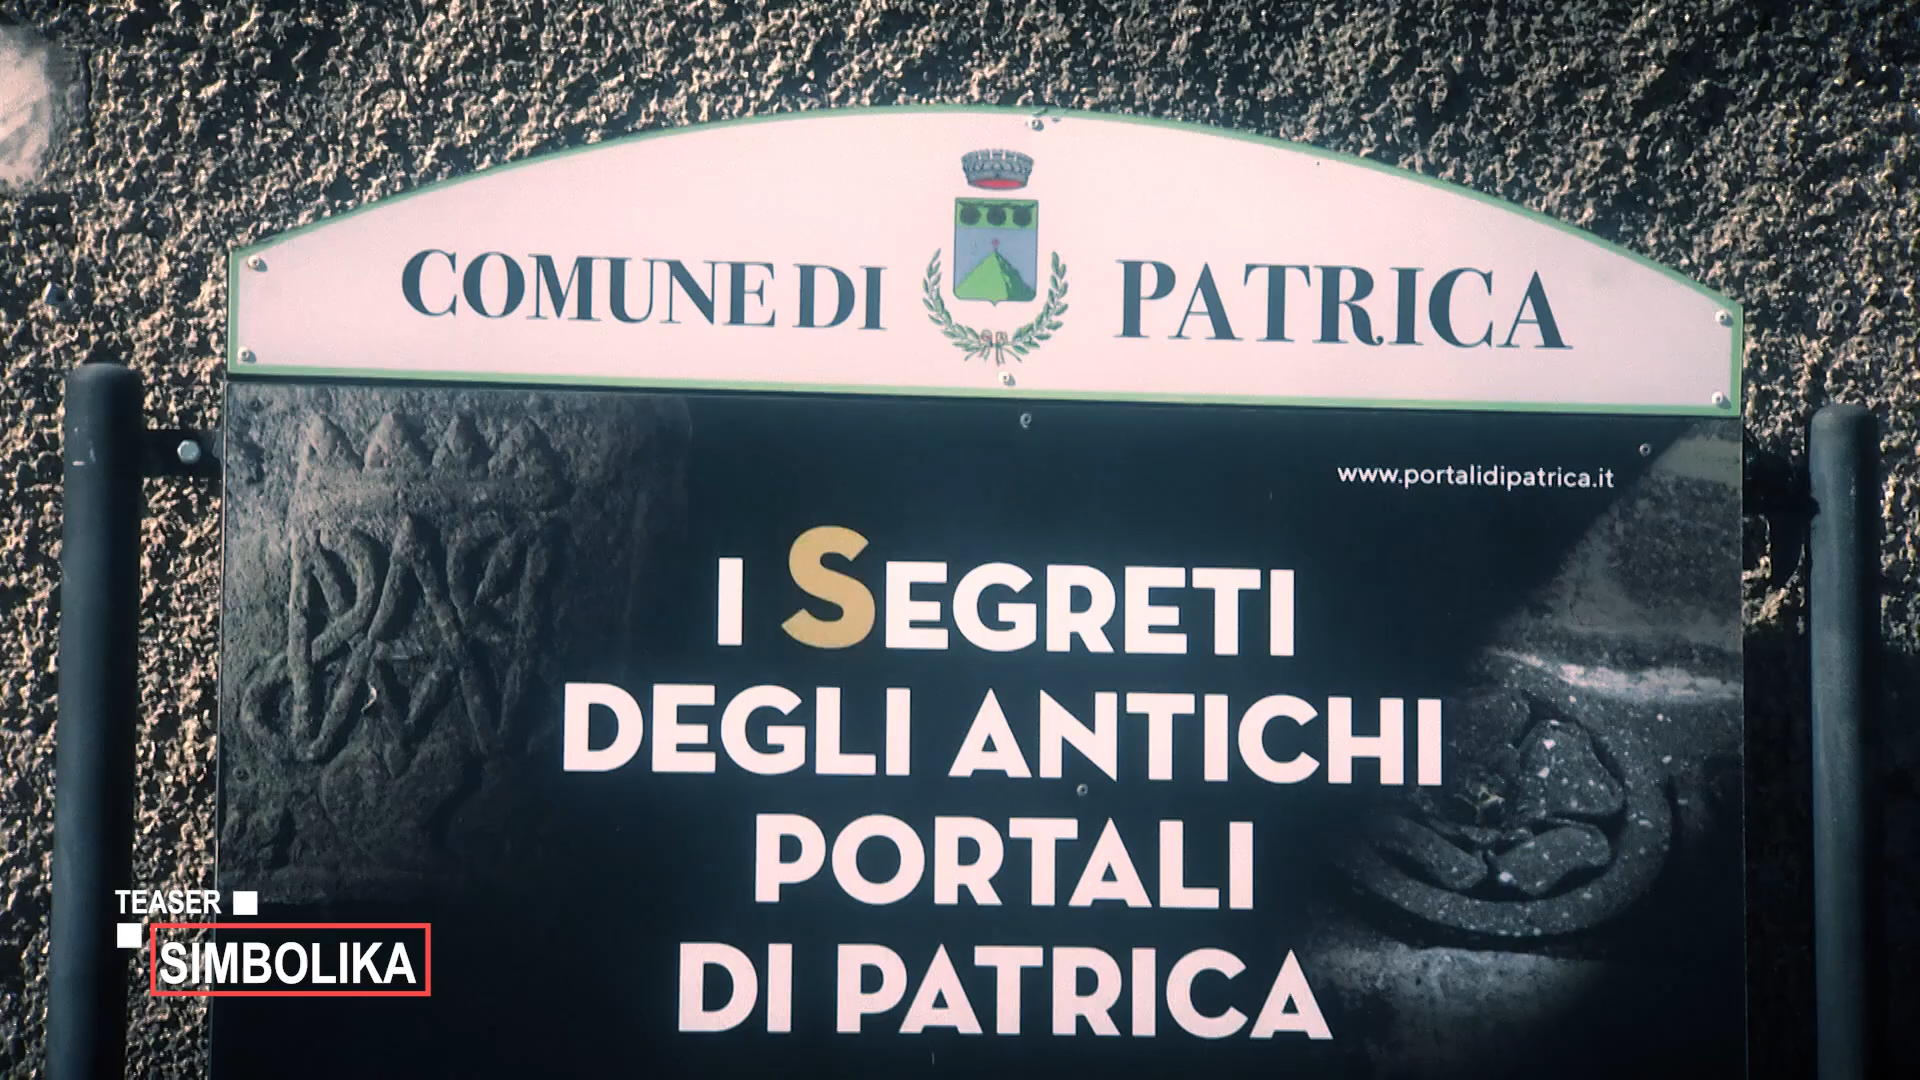 COMUNE DI PATRICA
www.portalidipatrica.it
I SEGRETI
DEGLI ANTICHI
PORTALI
DI PATRICA
TEASER
SIMBOLIKA